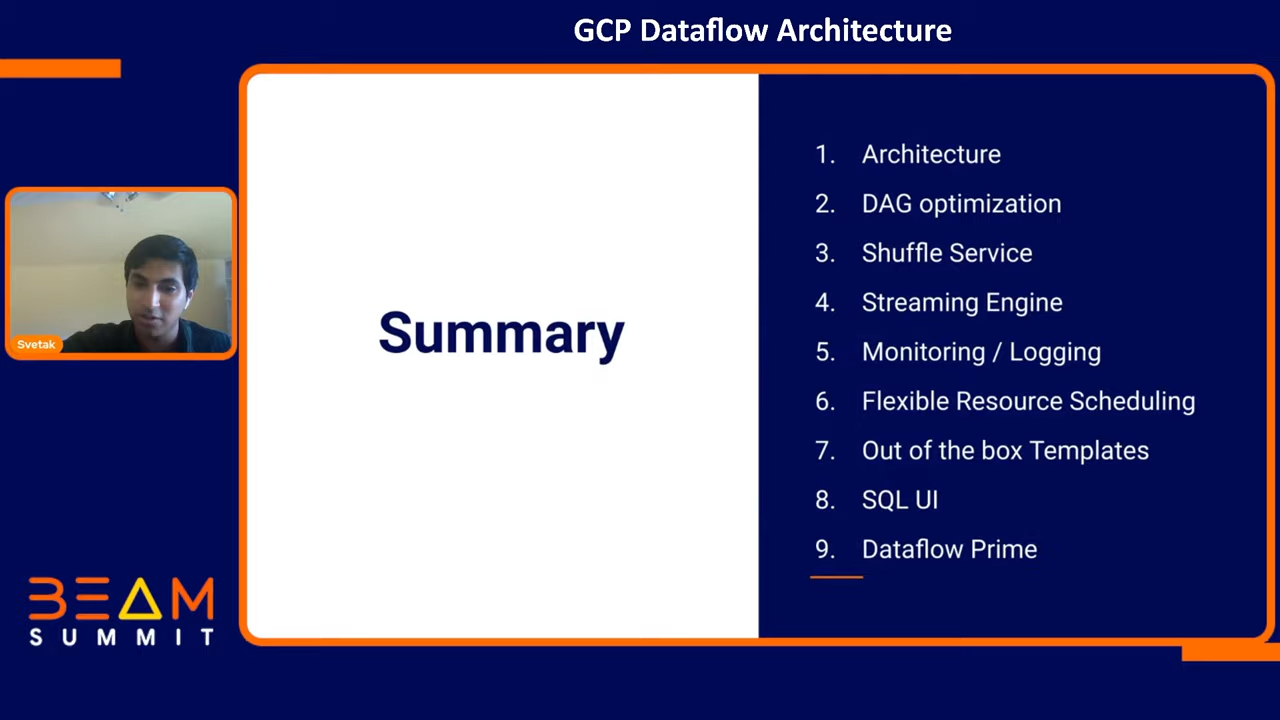 GCP Dataflow Architecture
Summary
1. Architecture
2. DAG optimization
3. Shuffle Service
4. Streaming Engine
5. Monitoring / Logging
6. Flexible Resource Scheduling
7. Out of the box Templates
8. SQL UI
9. Dataflow Prime
Svetak
BEAM
SUMMIT